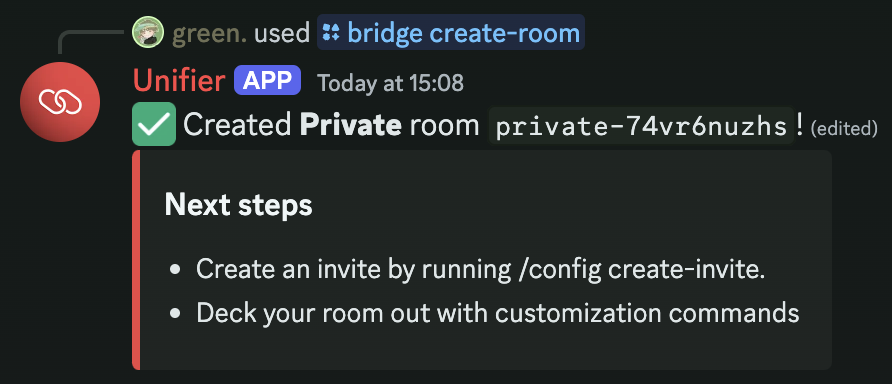 green. used bridge create-room
Unifier APP Today at 15:08
Created Private room private-74vr6nuzhs! (edited)
Next steps
• Create an invite by running /config create-invite.
• Deck your room out with customization commands